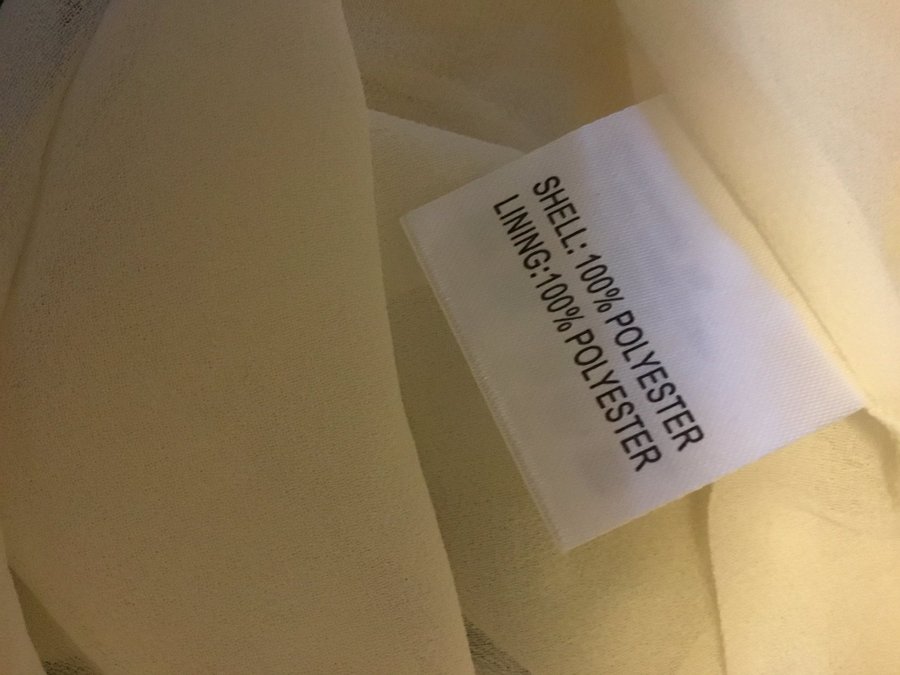 SHELL: 100% POLYESTER
LINING:100% POLYESTER